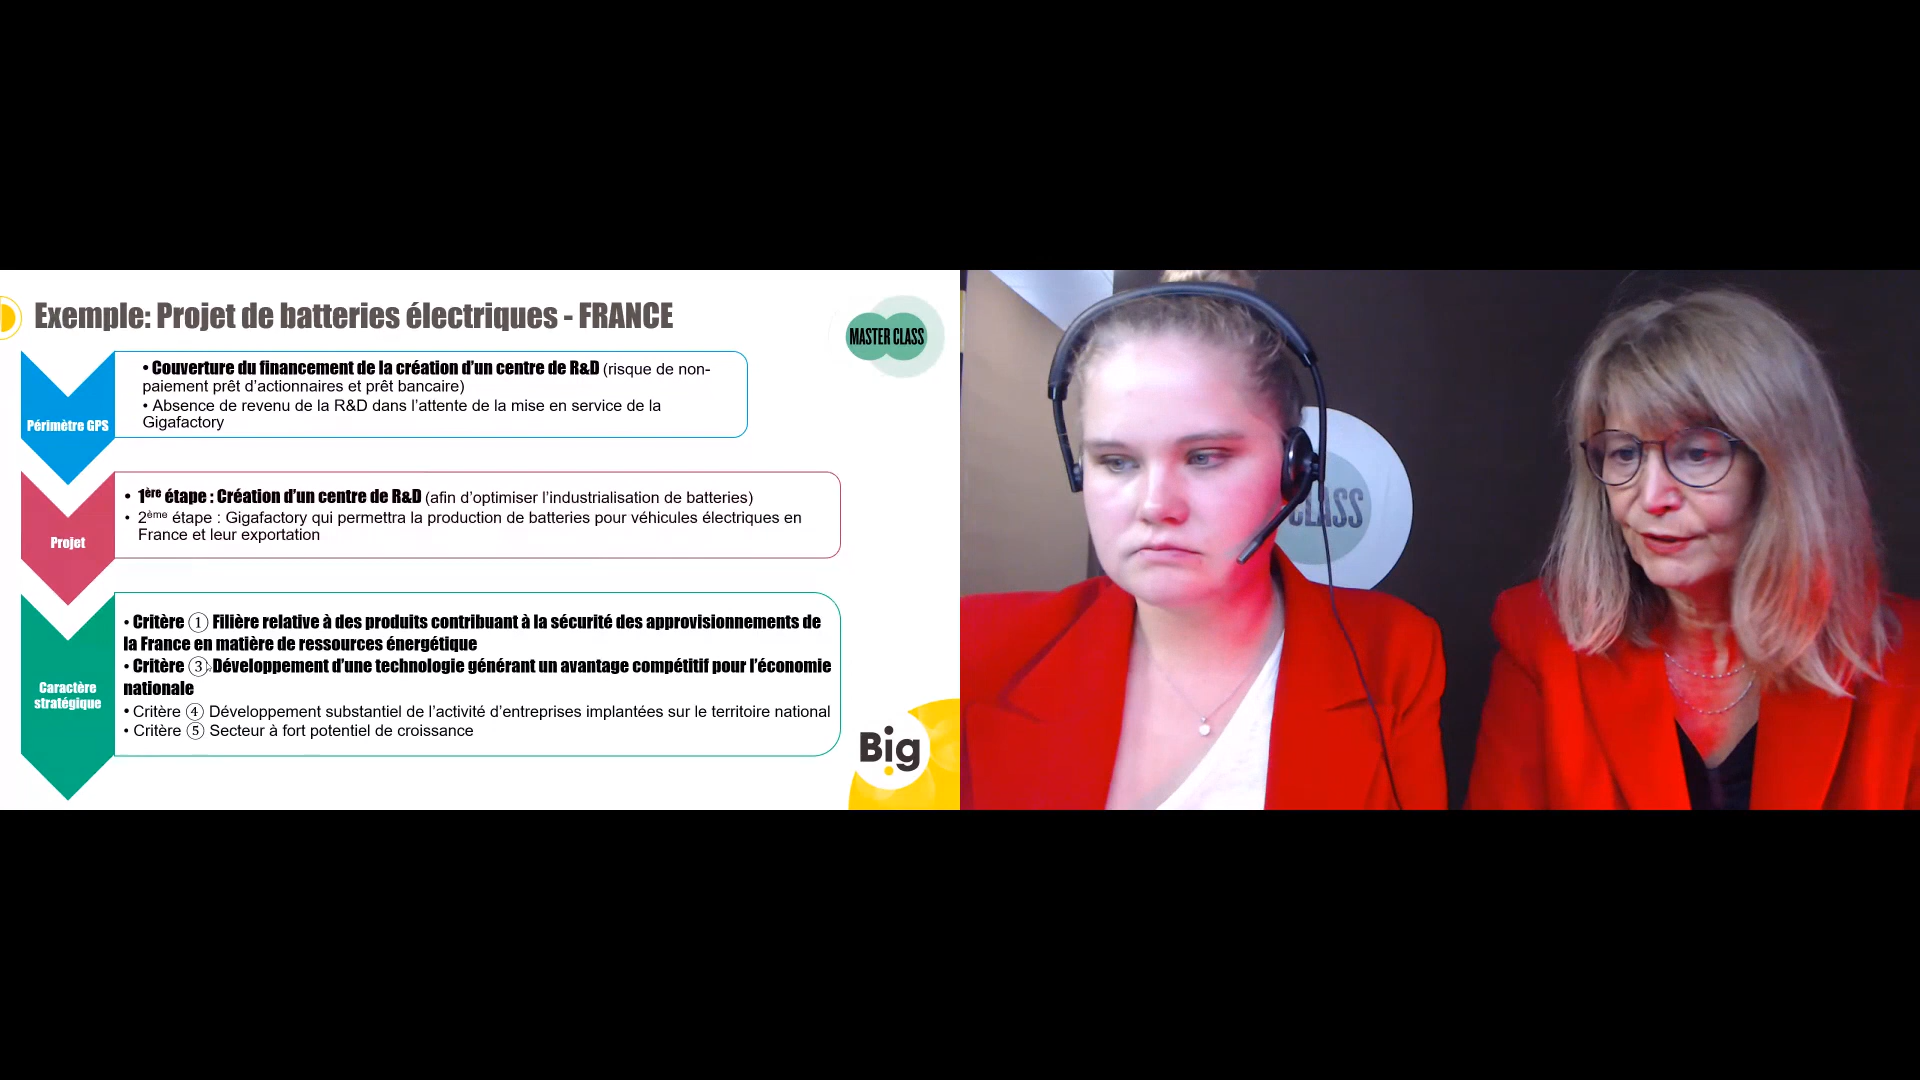 Exemple: Projet de batteries électriques - FRANCE
MASTER CLASS
• Couverture du financement de la création d'un centre de R&D (risque de non-
paiement prêt d'actionnaires et prêt bancaire)
• Absence de revenu de la R&D dans l'attente de la mise en service de la
Gigafactory
Périmètre GPS
• 1ère étape : Création d'un centre de R&D (afin d'optimiser l'industrialisation de batteries)
• 2ème étape : Gigafactory qui permettra la production de batteries pour véhicules électriques en
France et leur exportation
Projet
• Critère ① Filière relative à des produits contribuant à la sécurité des approvisionnements de
la France en matière de ressources énergétique
• Critère ③ Développement d'une technologie générant un avantage compétitif pour l'économie
nationale
• Critère ④ Développement substantiel de l'activité d'entreprises implantées sur le territoire national
• Critère ⑤ Secteur à fort potentiel de croissance
Caractère
stratégique
Big
CLASS